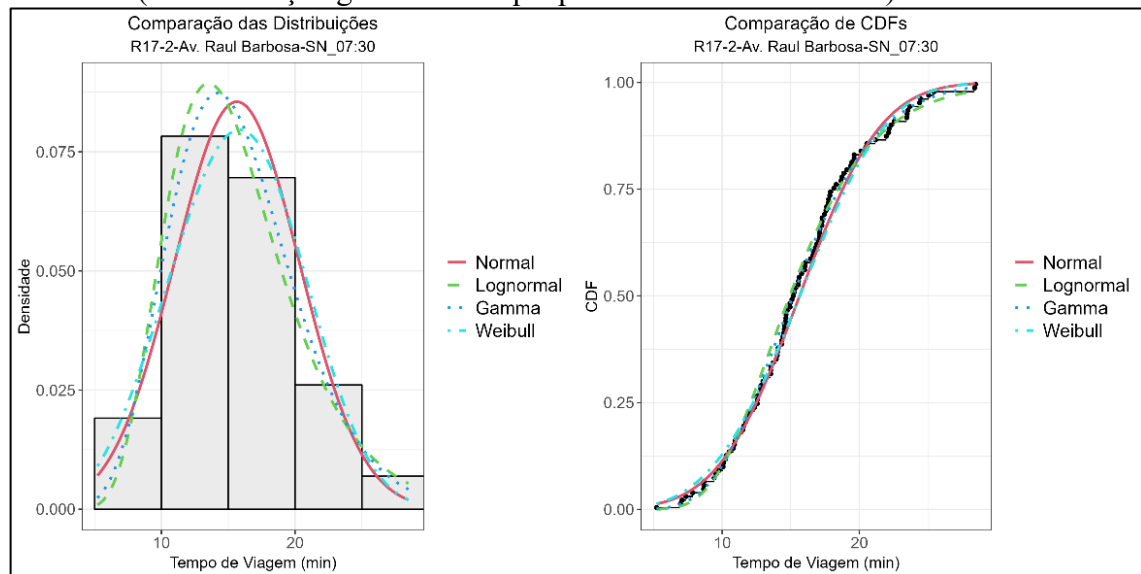 Comparação das Distribuições
R17-2-Av. Raul Barbosa-SN_07:30
Densidade
0.075
0.050
0.025
0.000
10
20
Tempo de Viagem (min)
Normal
Lognormal
Gamma
Weibull
Comparação de CDFs
R17-2-Av. Raul Barbosa-SN_07:30
CDF
1.00
0.75
0.50
0.25
0.00
10
20
Tempo de Viagem (min)
Normal
Lognormal
Gamma
Weibull